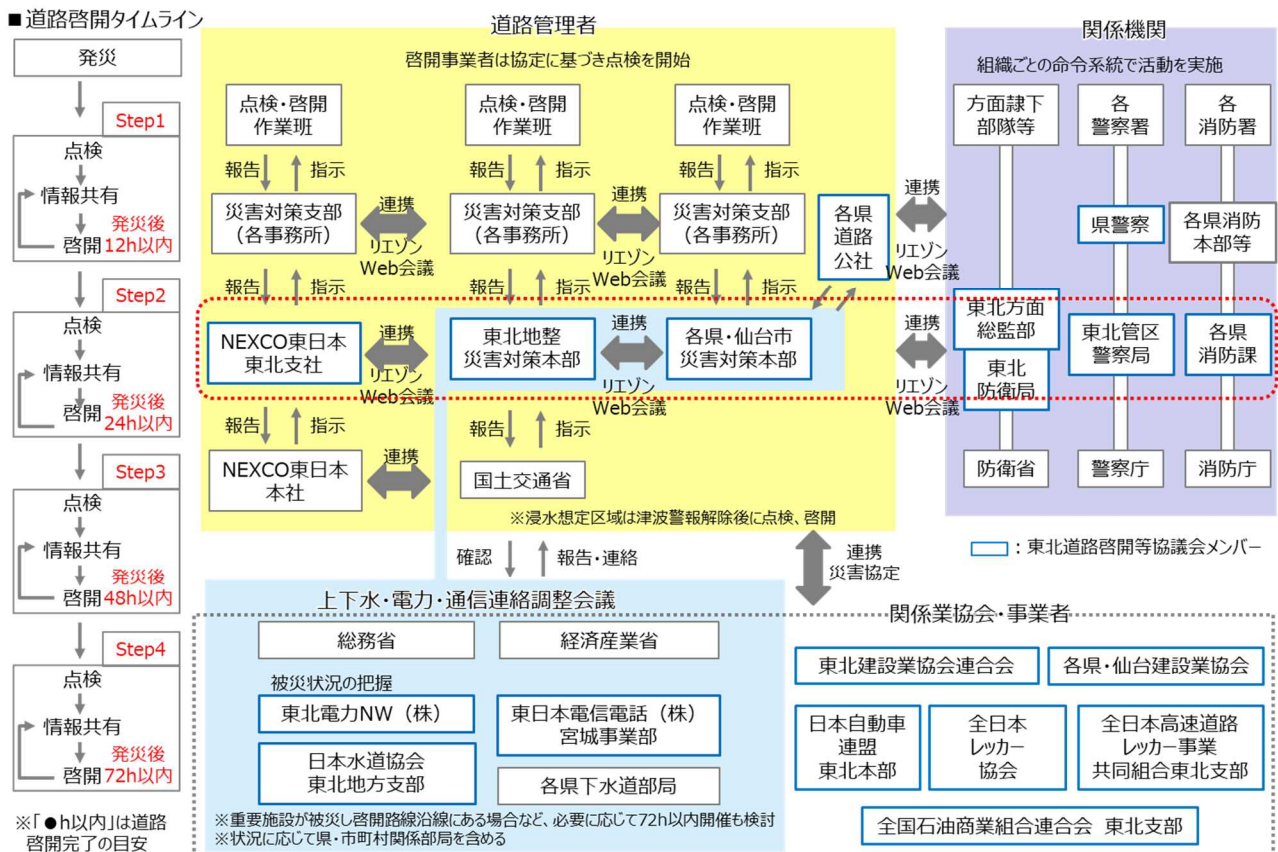 ■道路啓開タイムライン
発災
Step1
点検
情報共有
啓開
発災後
12h以内
Step2
点検
情報共有
啓開
発災後
24h以内
Step3
点検
情報共有
啓開
発災後
48h以内
Step4
点検
情報共有
啓開
発災後
72h以内
※「●h以内」は道路
啓開完了の目安
道路管理者
啓開事業者は協定に基づき点検を開始
点検・啓開
作業班
点検・啓開
作業班
点検・啓開
作業班
報告
指示
報告
指示
報告
指示
災害対策支部
(各事務所)
連携
リエゾン
Web会議
災害対策支部
(各事務所)
連携
リエゾン
Web会議
災害対策支部
(各事務所)
各県
道路
公社
連携
リエゾン
Web会議
報告
指示
報告
指示
報告
指示
NEXCO東日本
東北支社
連携
リエゾン
Web会議
東北地整
災害対策本部
連携
リエゾン
Web会議
各県・仙台市
災害対策本部
連携
リエゾン
Web会議
報告
指示
報告
指示
NEXCO東日本
本社
連携
国土交通省
※浸水想定区域は津波警報解除後に点検、啓開
関係機関
組織ごとの命令系統で活動を実施
方面隷下
部隊等
各
警察署
各
消防署
県警察
各県消防
本部等
東北方面
総監部
東北
防衛局
東北管区
警察局
各県
消防課
防衛省
警察庁
消防庁
:東北道路啓開等協議会メンバー
確認
報告・連絡
連携
災害協定
上下水・電力・通信連絡調整会議
総務省
経済産業省
被災状況の把握
東北電力NW(株)
東日本電信電話(株)
宮城事業部
日本水道協会
東北地方支部
各県下水道部局
※重要施設が被災し啓開路線沿線にある場合など、必要に応じて72h以内開催も検討
※状況に応じて県・市町村関係部局を含める
関係業協会・事業者
東北建設業協会連合会
各県・仙台建設業協会
日本自動車
連盟
東北本部
全日本
レッカー
協会
全日本高速道路
レッカー事業
共同組合東北支部
全国石油商業組合連合会 東北支部